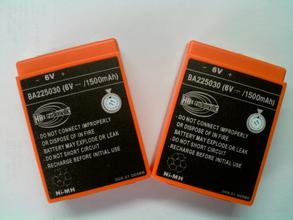 - 6V +
BA225030 (6V ⎓ /1500mAh)
- DO NOT CONNECT IMPROPERLY
OR DISPOSE OF IN FIRE
BATTERY MAY EXPLODE OR LEAK
- DO NOT SHORT CIRCUIT
- RECHARGE BEFORE INITIAL USE
Ni-MH
- 6V +
BA225030 (6V ⎓ /1500mAh)
- DO NOT CONNECT IMPROPERLY
OR DISPOSE OF IN FIRE
BATTERY MAY EXPLODE OR LEAK
- DO NOT SHORT CIRCUIT
- RECHARGE BEFORE INITIAL USE
Ni-MH